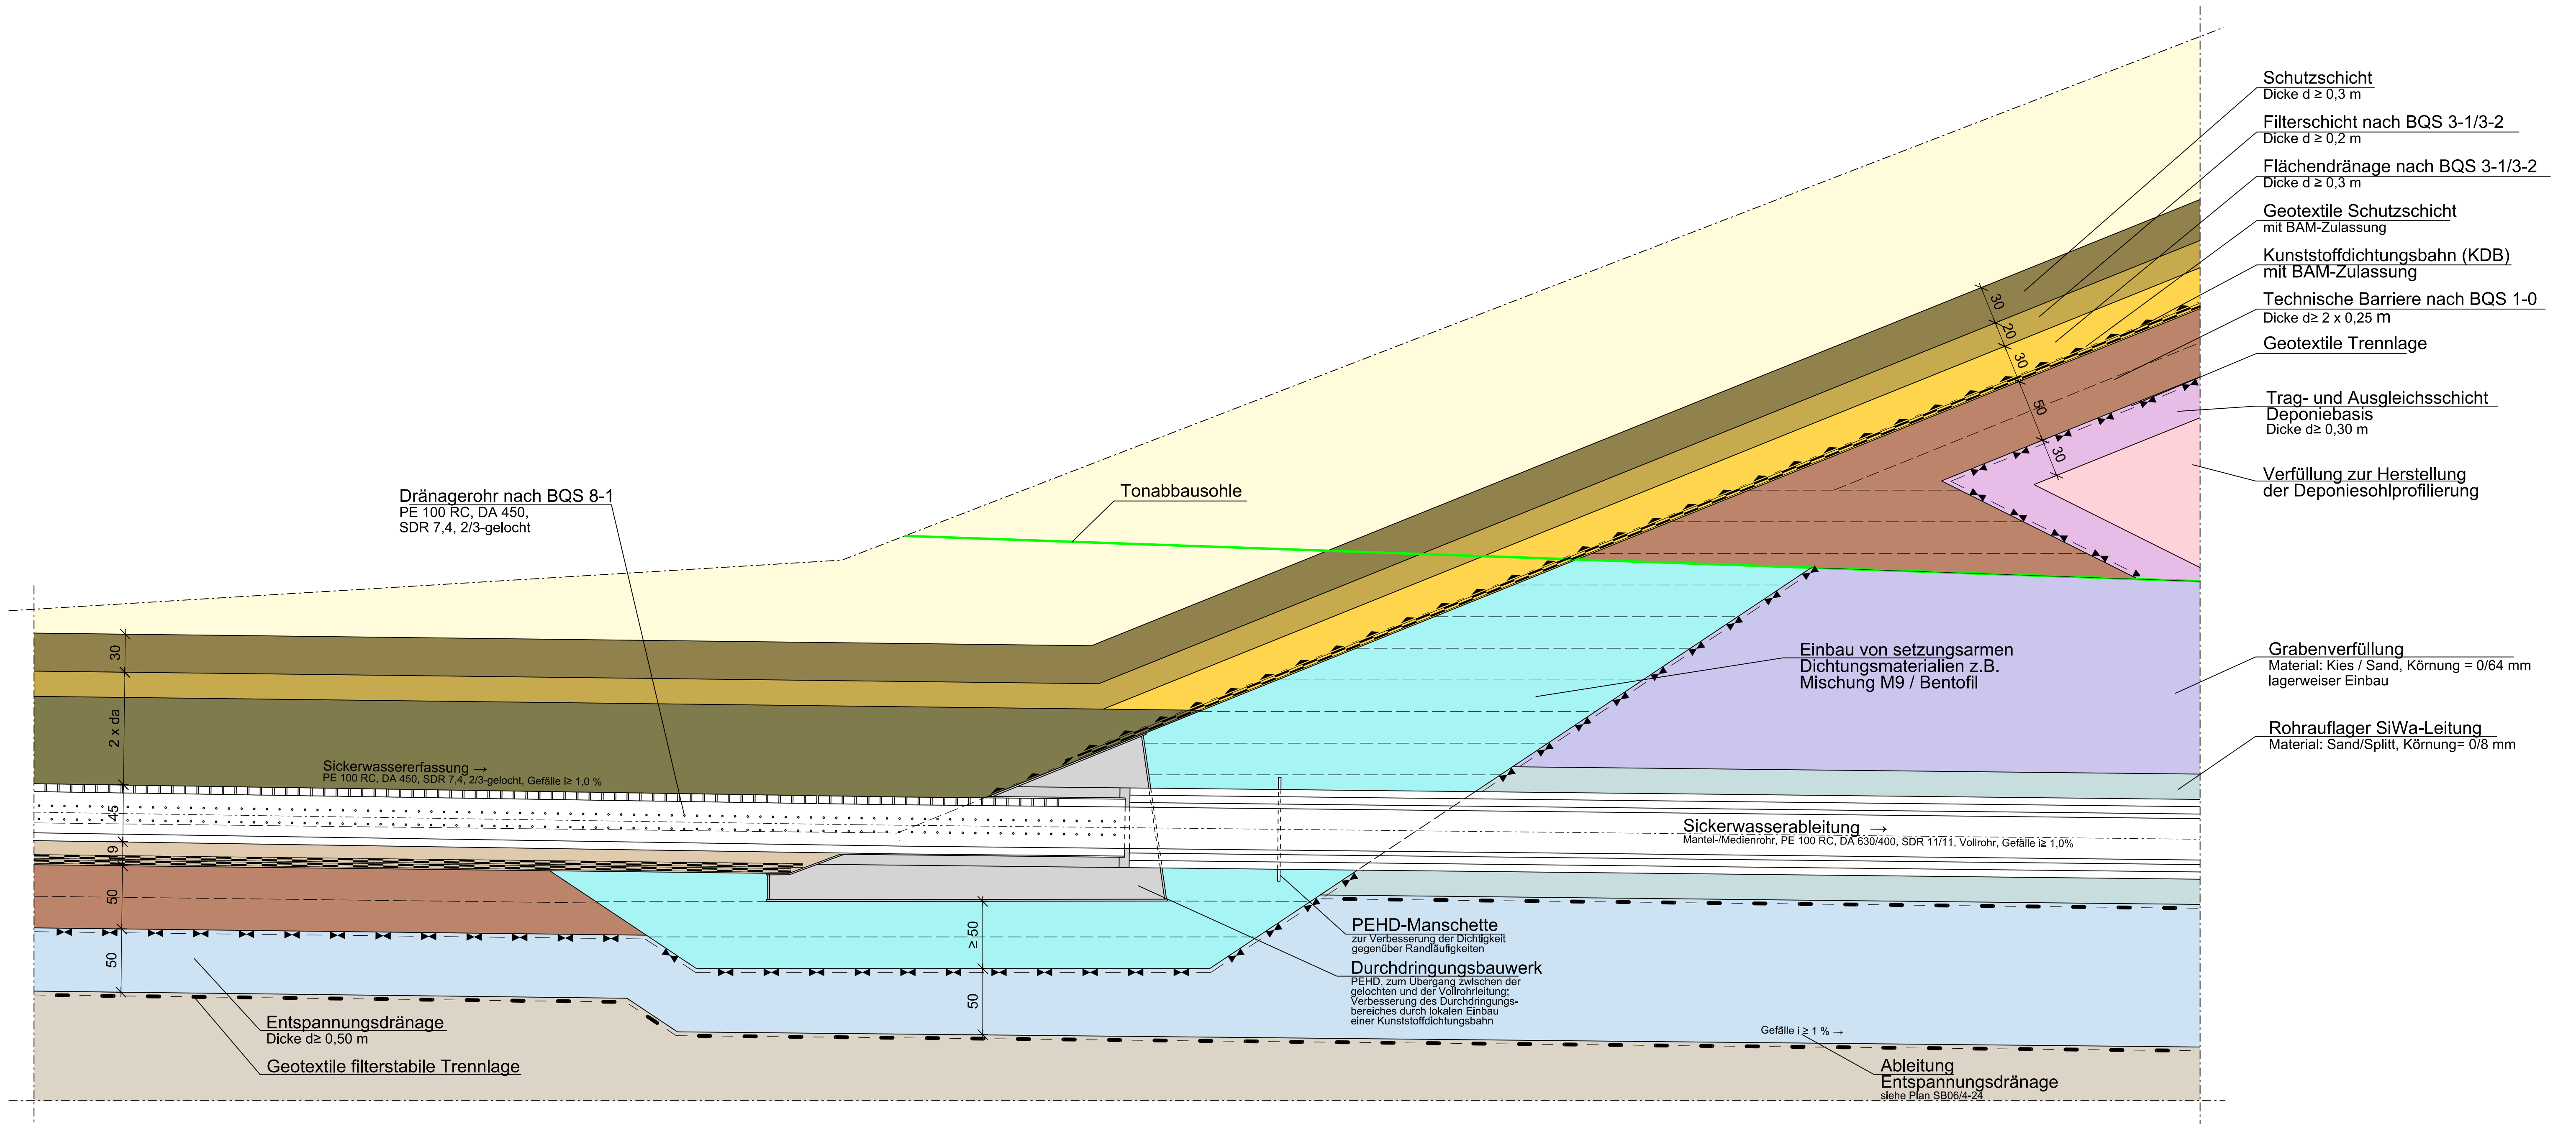 Schutzschicht
Dicke d ≥ 0,3 m
Filterschicht nach BQS 3-1/3-2
Dicke d ≥ 0,2 m
Flächendränage nach BQS 3-1/3-2
Dicke d ≥ 0,3 m
Geotextile Schutzschicht
mit BAM-Zulassung
Kunststoffdichtungsbahn (KDB)
mit BAM-Zulassung
Technische Barriere nach BQS 1-0
Dicke d≥ 2 x 0,25 m
Geotextile Trennlage
Trag- und Ausgleichsschicht
Deponiebasis
Dicke d≥ 0,30 m
Verfüllung zur Herstellung
der Deponiesohlprofilierung
30
20
30
50
30
Dränagerohr nach BQS 8-1
PE 100 RC, DA 450,
SDR 7,4, 2/3-gelocht
Tonabbausohle
Einbau von setzungsarmen
Dichtungsmaterialien z.B.
Mischung M9 / Bentofil
Grabenverfüllung
Material: Kies / Sand, Körnung = 0/64 mm
lagerweiser Einbau
Rohrauflager SiWa-Leitung
Material: Sand/Splitt, Körnung= 0/8 mm
30
2 x da
45
19
50
50
Sickerwassererfassung →
PE 100 RC, DA 450, SDR 7,4, 2/3-gelocht, Gefälle i≥ 1,0 %
Sickerwasserableitung →
Mantel-/Medienrohr, PE 100 RC, DA 630/400, SDR 11/11, Vollrohr, Gefälle i≥ 1,0%
≥ 50
50
PEHD-Manschette
zur Verbesserung der Dichtigkeit
gegenüber Randläufigkeiten
Durchdringungsbauwerk
PEHD, zum Übergang zwischen der
gelochten und der Vollrohrleitung;
Verbesserung des Durchdringungs-
bereiches durch lokalen Einbau
einer Kunststoffdichtungsbahn
Entspannungsdränage
Dicke d≥ 0,50 m
Geotextile filterstabile Trennlage
Gefälle i ≥ 1 % →
Ableitung
Entspannungsdränage
siehe Plan SB06/4-24